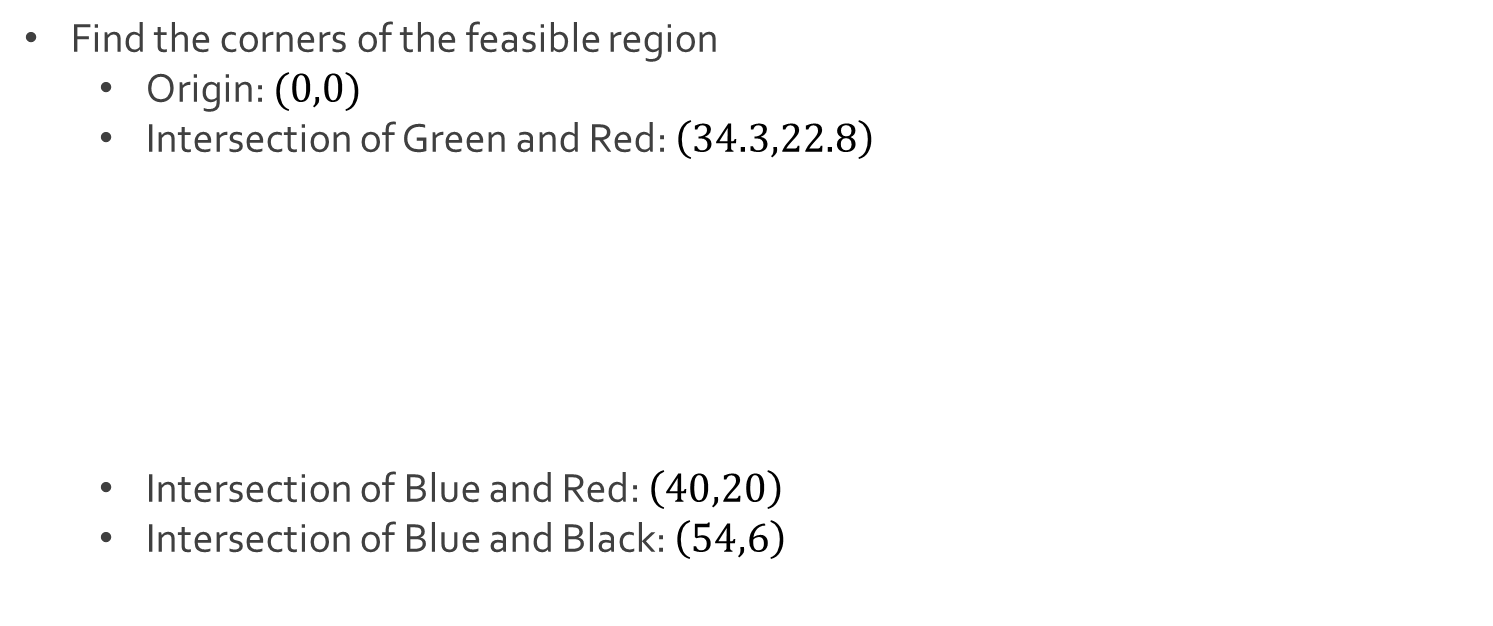 • Find the corners of the feasible region
• Origin: (0,0)
• Intersection of Green and Red: (34.3,22.8)
• Intersection of Blue and Red: (40,20)
• Intersection of Blue and Black: (54,6)